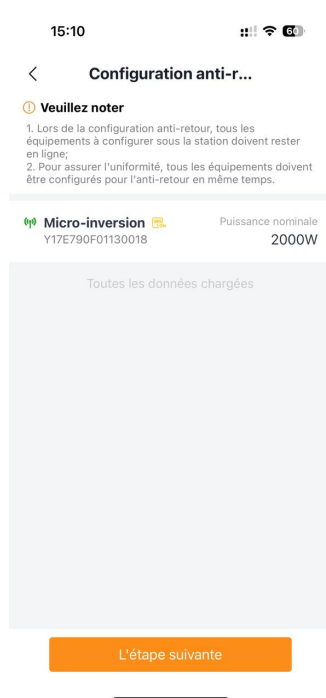 15:10
60
Configuration anti-r...
Veuillez noter
1. Lors de la configuration anti-retour, tous les
équipements à configurer sous la station doivent rester
en ligne;
2. Pour assurer l'uniformité, tous les équipements doivent
être configurés pour l'anti-retour en même temps.
Micro-inversion
Puissance nominale
Y17E790F01130018
2000W
Toutes les données chargées
L'étape suivante